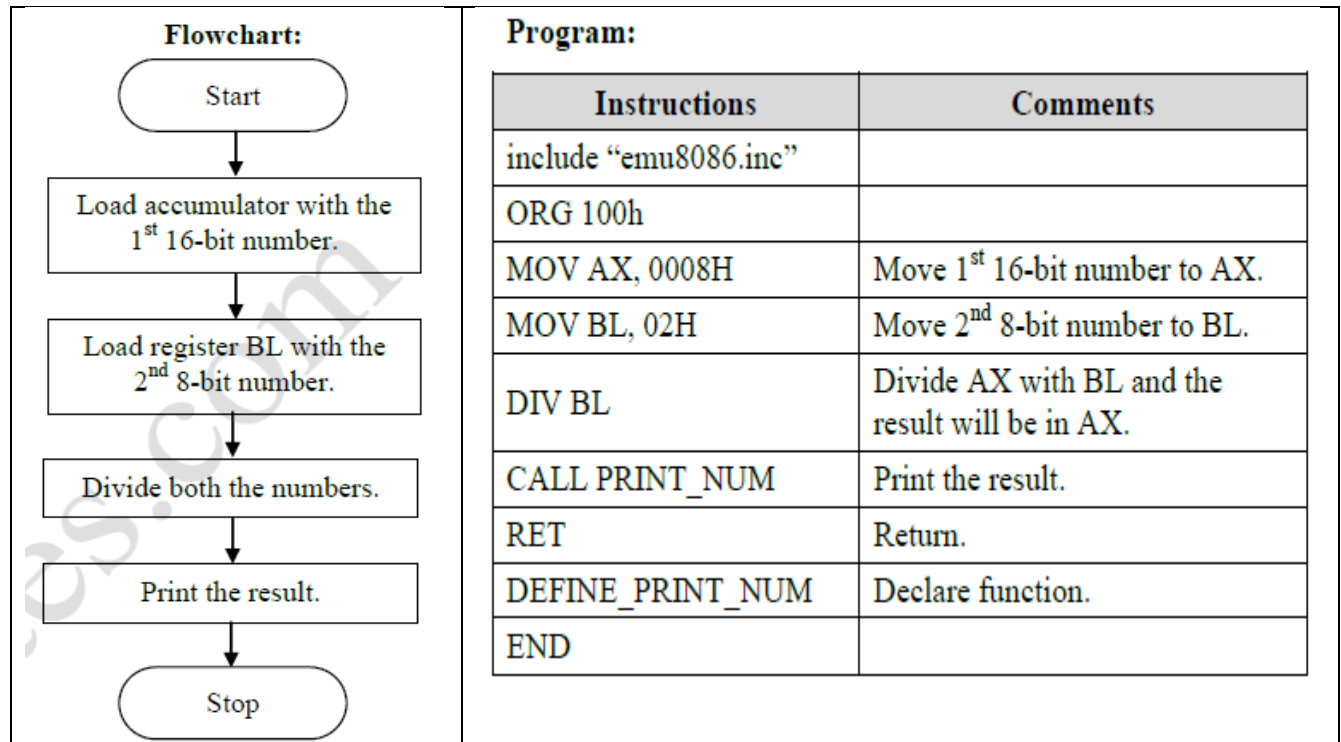 Flowchart:
Start
Load accumulator with the
1st 16-bit number.
Load register BL with the
2nd 8-bit number.
Divide both the numbers.
Print the result.
Stop
es.com
Program:
Instructions Comments
include “emu8086.inc”
ORG 100h
MOV AX, 0008H Move 1st 16-bit number to AX.
MOV BL, 02H Move 2nd 8-bit number to BL.
DIV BL Divide AX with BL and the
result will be in AX.
CALL PRINT_NUM Print the result.
RET Return.
DEFINE_PRINT_NUM Declare function.
END